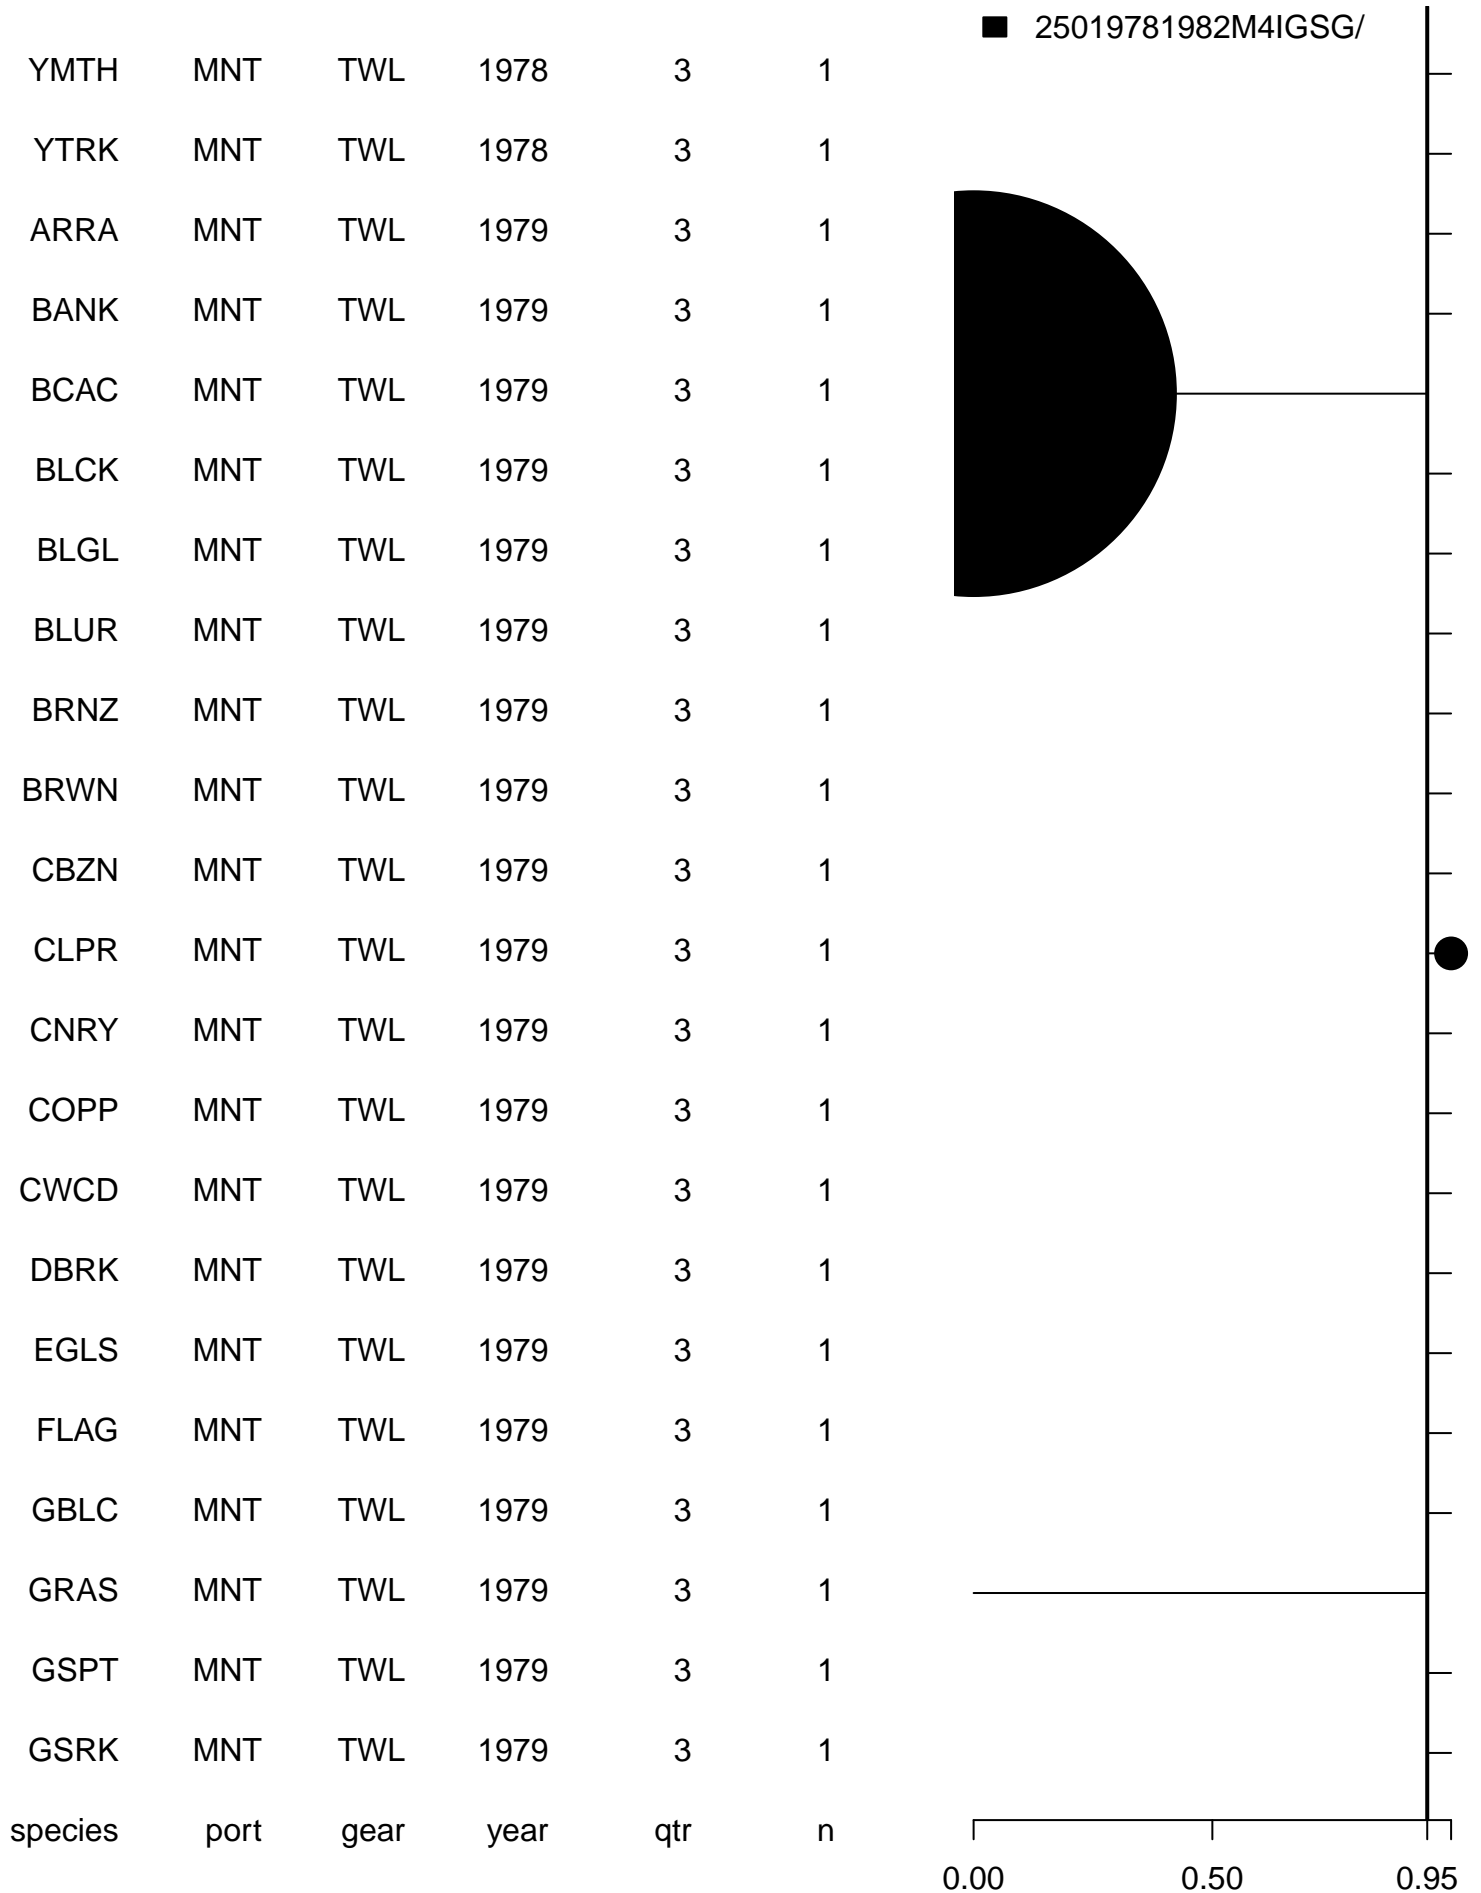 25019781982M4IGSG/
YMTH MNT TWL 1978 3 1
YTRK MNT TWL 1978 3 1
ARRA MNT TWL 1979 3 1
BANK MNT TWL 1979 3 1
BCAC MNT TWL 1979 3 1
BLCK MNT TWL 1979 3 1
BLGL MNT TWL 1979 3 1
BLUR MNT TWL 1979 3 1
BRNZ MNT TWL 1979 3 1
BRWN MNT TWL 1979 3 1
CBZN MNT TWL 1979 3 1
CLPR MNT TWL 1979 3 1
CNRY MNT TWL 1979 3 1
COPP MNT TWL 1979 3 1
CWCD MNT TWL 1979 3 1
DBRK MNT TWL 1979 3 1
EGLS MNT TWL 1979 3 1
FLAG MNT TWL 1979 3 1
GBLC MNT TWL 1979 3 1
GRAS MNT TWL 1979 3 1
GSPT MNT TWL 1979 3 1
GSRK MNT TWL 1979 3 1
species port gear year qtr n
0.00 0.50 0.95